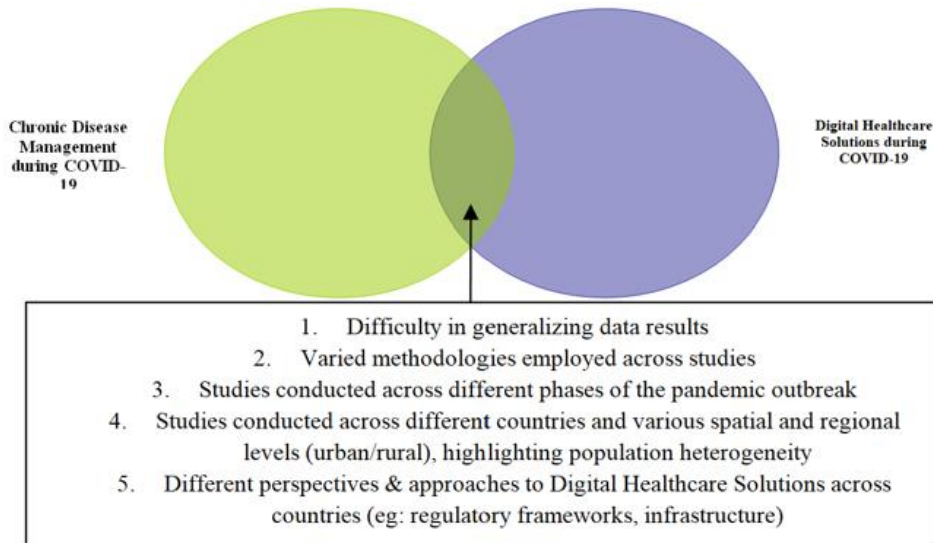 Chronic Disease
Management
during COVID-
19
Digital Healthcare
Solutions during
COVID-19
1. Difficulty in generalizing data results
2. Varied methodologies employed across studies
3. Studies conducted across different phases of the pandemic outbreak
4. Studies conducted across different countries and various spatial and regional
levels (urban/rural), highlighting population heterogeneity
5. Different perspectives & approaches to Digital Healthcare Solutions across
countries (eg: regulatory frameworks, infrastructure)